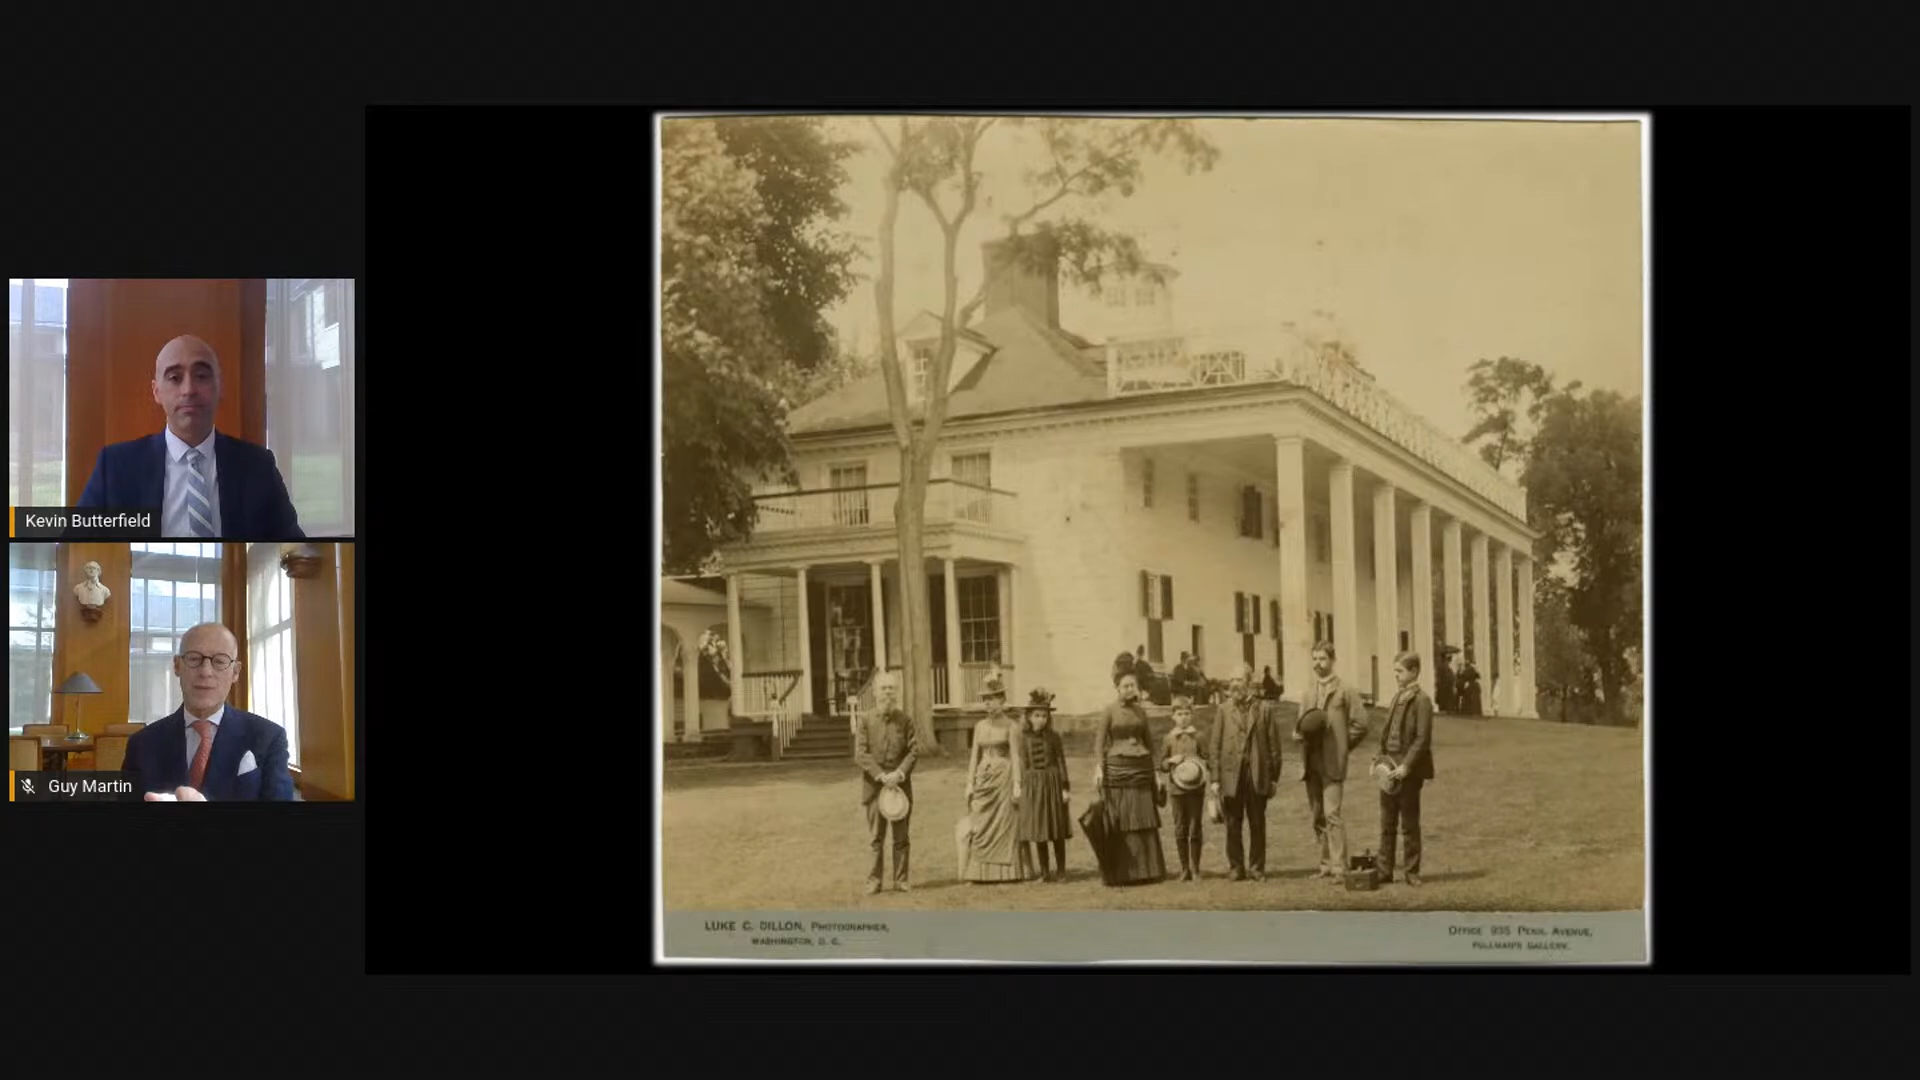 Kevin Butterfield
Guy Martin
LUKE C. DILLON, PHOTOGRAPHER,
WASHINGTON, D. C.
OFFICE 935 PENN. AVENUE,
PULLMAN'S GALLERY.